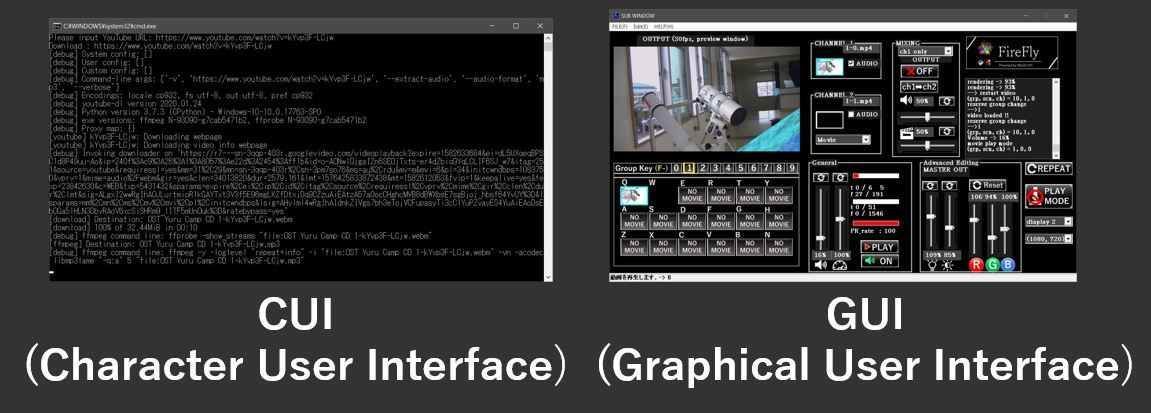 C:¥WINDOWS¥system32¥cmd.exe
Please input YouTube URL: https://www.youtube.com/watch?v=kYvp3F-LCjw
Download : https://www.youtube.com/watch?v=kYvp3F-LCjw
[debug] System config: []
[debug] User config: []
[debug] Custom config: []
[debug] Command-line args: ['-v', 'https://www.youtube.com/watch?v=kYvp3F-LCjw', '--extract-audio', '--audio-format', 'm
p3', '--verbose']
[debug] Encodings: locale cp932, fs utf-8, out utf-8, pref cp932
[debug] youtube-dl version 2020.01.24
[debug] Python version 3.7.3 (CPython) - Windows-10-10.0.17763-SP0
[debug] exe versions: ffmpeg N-93090-g7cab5471b2, ffprobe N-93090-g7cab5471b2
[debug] Proxy map: {}
[youtube] kYvp3F-LCjw: Downloading webpage
[youtube] kYvp3F-LCjw: Downloading video info webpage
[debug] Invoking downloader on
[download] Destination: OST Yuru Camp CD 1-kYvp3F-LCjw.webm
[download] 100% of 32.44MiB in 00:10
[debug] ffmpeg command line: ffprobe -show_streams "file:OST Yuru Camp CD 1-kYvp3F-LCjw.webm"
[ffmpeg] Destination: OST Yuru Camp CD 1-kYvp3F-LCjw.mp3
[debug] ffmpeg command line: ffmpeg -y -loglevel "repeat+info" -i "file:OST Yuru Camp CD 1-kYvp3F-LCjw.webm" -vn -acodec
libmp3lame "-q:a" 5 "file:OST Yuru Camp CD 1-kYvp3F-LCjw.mp3"
CUI
(Character User Interface)
SUB WINDOW
OUTPUT (30fps, preview window)
CHANNEL 1
1-0.mp4
AUDIO
CHANNEL 2
1-1.mp4
AUDIO
Movie
MIXING
ch1 only
OUTPUT
OFF
ch1⇔ch2
50%
50%
FireFly
rendering -> 93%
rendering -> 93%
--> restart video
(grp, scn, ch) = 10, 1, 0
reserve group change
-->1
video loaded !!
(grp, scn, ch) = 10, 1, 0
reserve group change
-->1
Volume -> 16%
movie play mode
(grp, scn, ch) = 10, 1, 0
Group Key (F-)
0 1 2 3 4 5 6 7 8 9
Q W E R T Y U
NO MOVIE NO MOVIE NO MOVIE NO MOVIE NO MOVIE
A S D F G H J
NO MOVIE NO MOVIE NO MOVIE NO MOVIE NO MOVIE NO MOVIE NO MOVIE
Z X C V B N
NO MOVIE NO MOVIE NO MOVIE NO MOVIE NO MOVIE NO MOVIE
General
t 0 / 6 5
f 27 / 191
t 0 / 51
f 0 / 1546
PR_rate : 100
PLAY
ON
16% 100%
Advanced Editing
MASTER OUT
Reset
106 94% 100%
109% 85%
R G B
REPEAT
PLAY MODE
display 2
(1080, 720)
動画を再生します。-> 0
GUI
(Graphical User Interface)